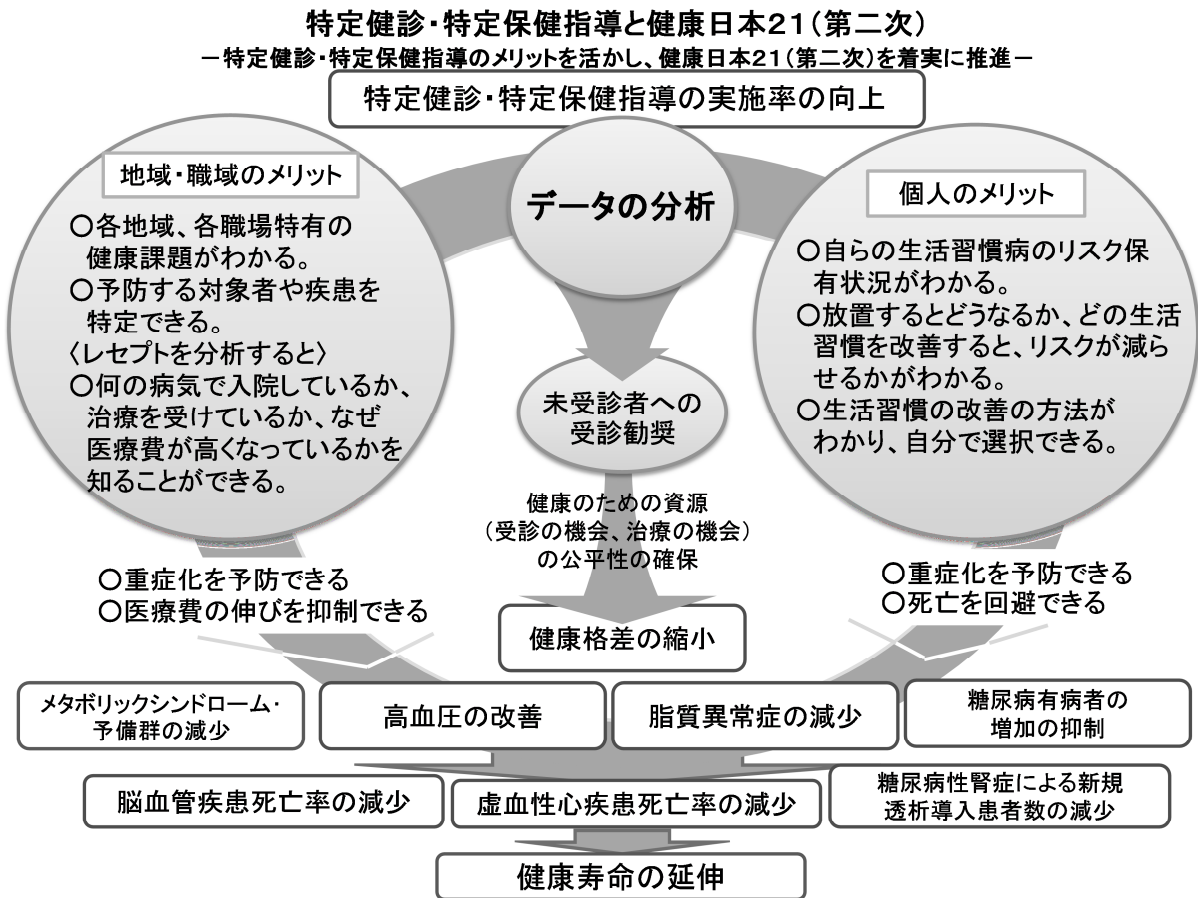 特定健診・特定保健指導と健康日本21(第二次)
－特定健診・特定保健指導のメリットを活かし、健康日本21(第二次)を着実に推進－
特定健診・特定保健指導の実施率の向上
地域・職域のメリット
○各地域、各職場特有の
健康課題がわかる。
○予防する対象者や疾患を
特定できる。
〈レセプトを分析すると〉
○何の病気で入院しているか、
治療を受けているか、なぜ
医療費が高くなっているかを
知ることができる。
データの分析
未受診者への
受診勧奨
個人のメリット
○自らの生活習慣病のリスク保
有状況がわかる。
○放置するとどうなるか、どの生活
習慣を改善すると、リスクが減ら
せるかがわかる。
○生活習慣の改善の方法が
わかり、自分で選択できる。
健康のための資源
(受診の機会、治療の機会)
の公平性の確保
○重症化を予防できる
○医療費の伸びを抑制できる
○重症化を予防できる
○死亡を回避できる
健康格差の縮小
メタボリックシンドローム・
予備群の減少
高血圧の改善
脂質異常症の減少
糖尿病有病者の
増加の抑制
脳血管疾患死亡率の減少
虚血性心疾患死亡率の減少
糖尿病性腎症による新規
透析導入患者数の減少
健康寿命の延伸